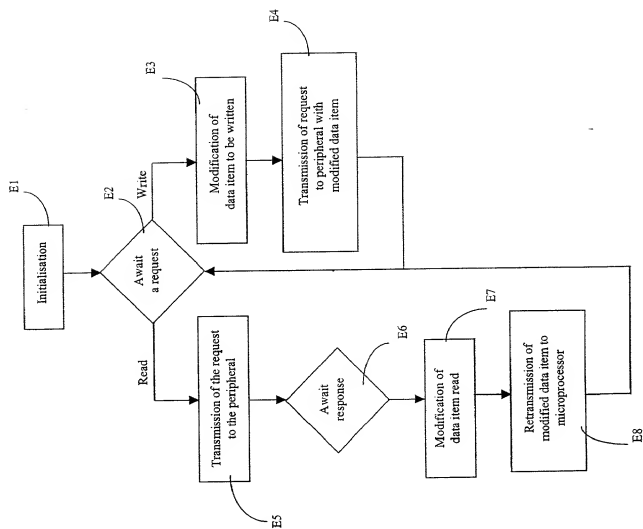 E1
Initialisation
E2
Await
a request
Write
Read
E3
Modification of
data item to be written
E4
Transmission of request
to peripheral with
modified data item
Transmission of the request
to the peripheral
E5
Await
response
E6
E7
Modification of
data item read
Retransmission of
modified data item to
microprocessor
E8